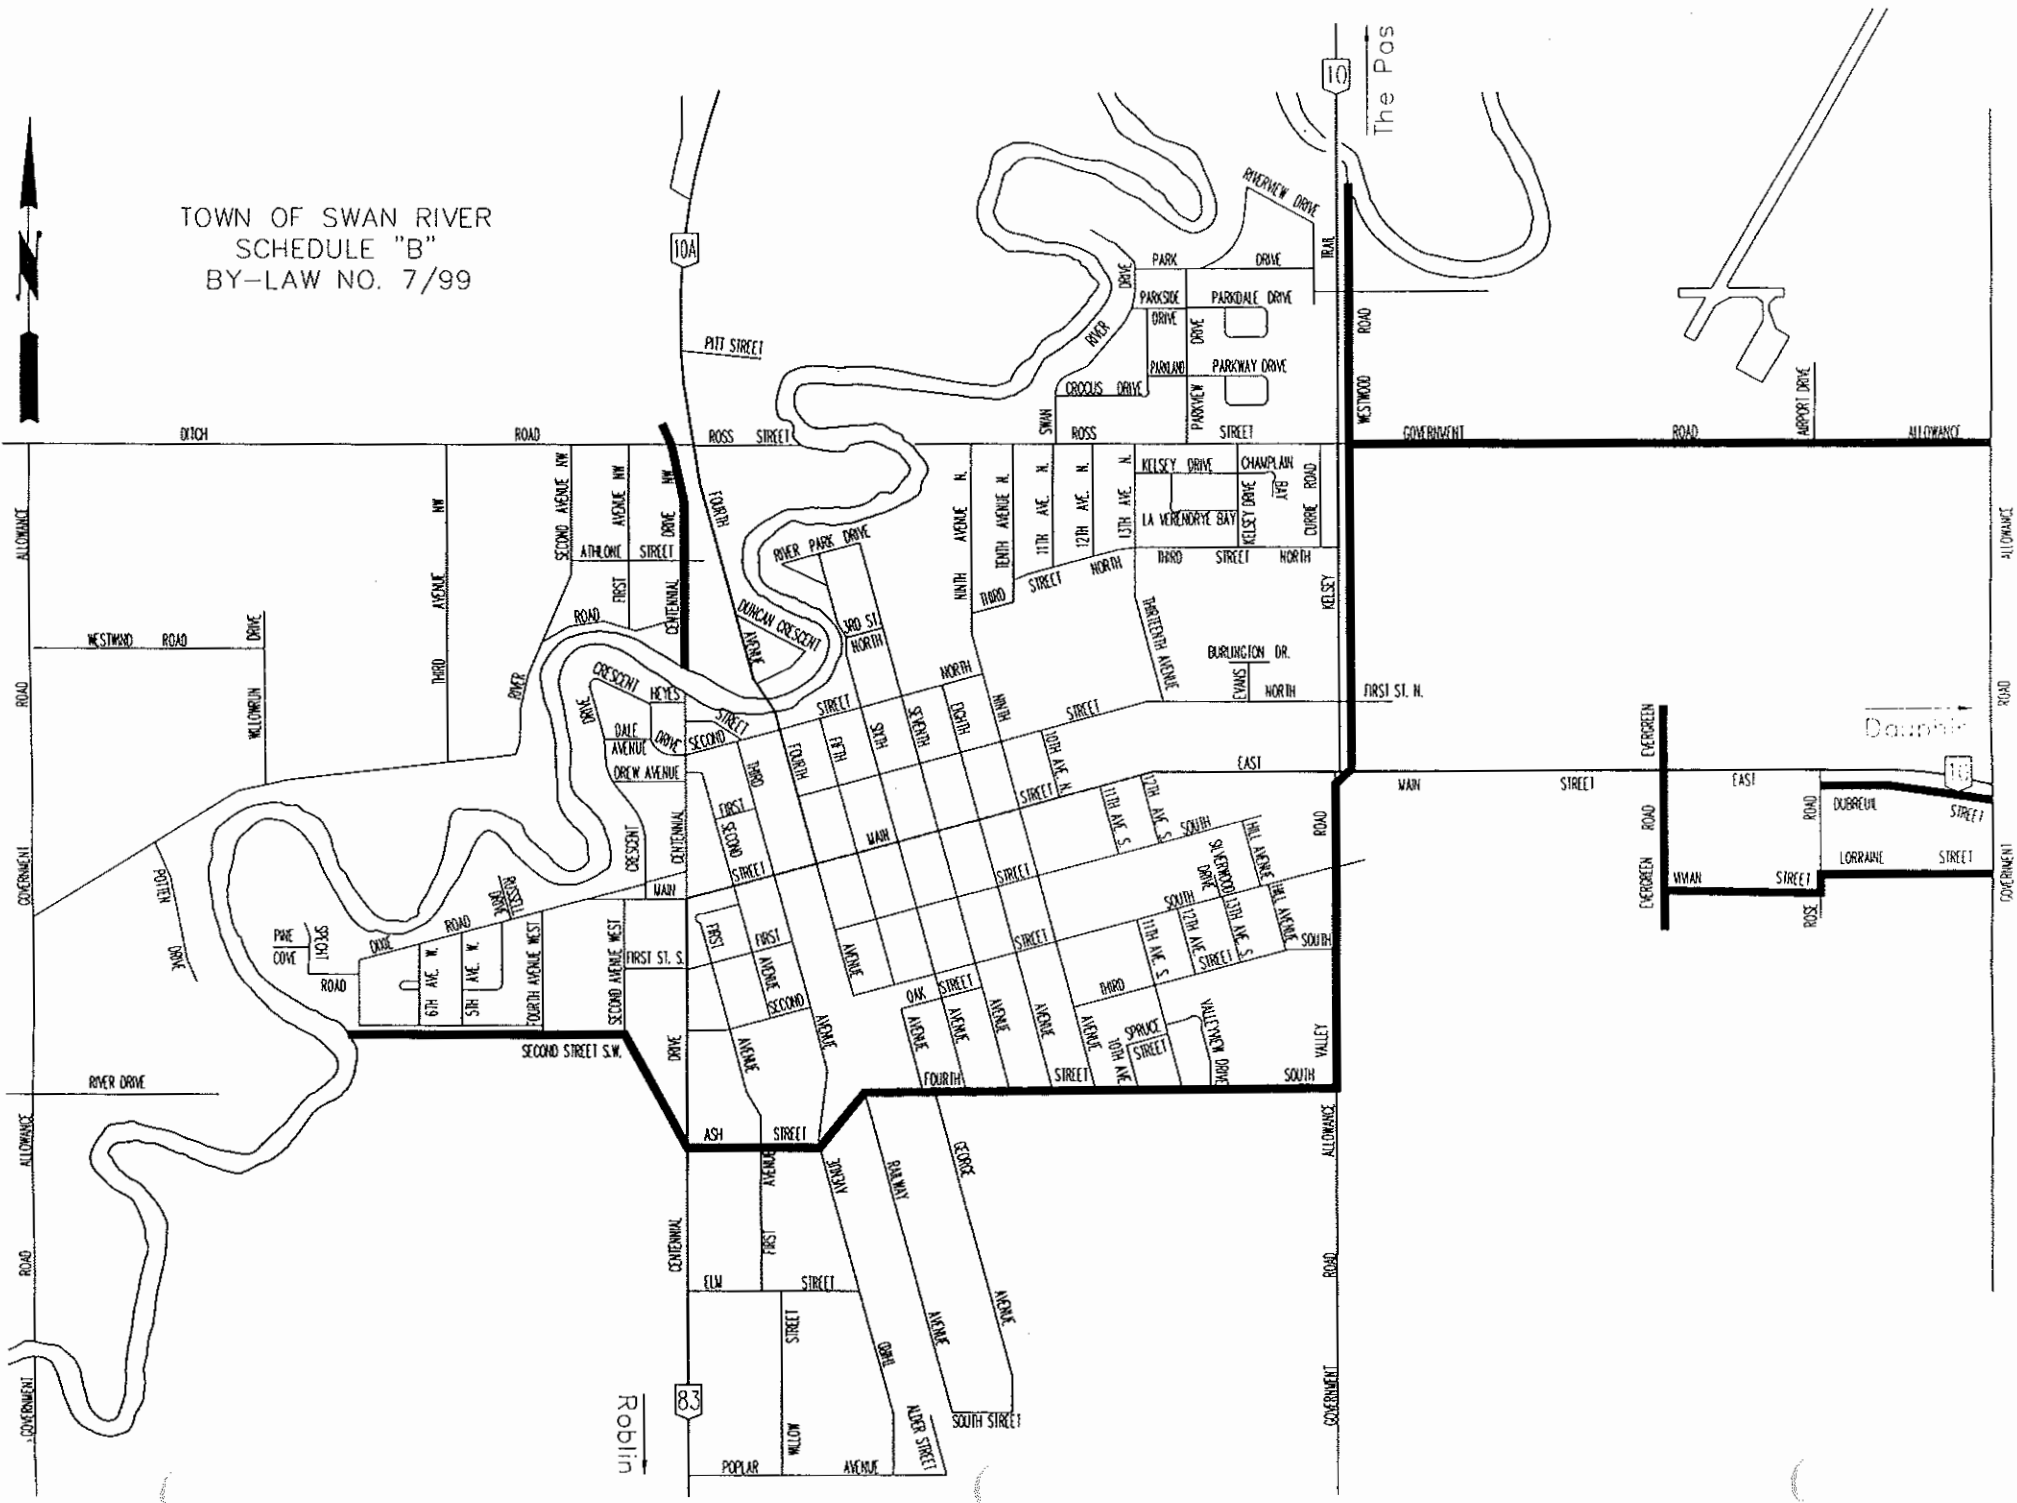 TOWN OF SWAN RIVER
SCHEDULE "B"
BY-LAW NO. 7/99
N
10
The Pas
10A
PITT STREET
RIVERVIEW DRIVE
TRAIL
PARK DRIVE
DRIVE
PARKSIDE
DRIVE
PARKDALE DRIVE
RIVER
DRIVE
PARKLAND
PARKWAY DRIVE
PARKVIEW
CROCUS DRIVE
SWAN
ROAD
WESTWOOD
AIRPORT DRIVE
DITCH ROAD
ROSS STREET
ROSS STREET
GOVERNMENT ROAD ALLOWANCE
ALLOWANCE
ROAD
GOVERNMENT
ALLOWANCE
ROAD
GOVERNMENT
THIRD AVENUE NW
SECOND AVENUE NW
FIRST AVENUE NW
CENTENNIAL DRIVE NW
ATHLONE STREET
FOURTH
AVENUE
RIVER PARK DRIVE
DUNCAN CRESCENT
3RD ST.
NORTH
NINTH AVENUE N.
TENTH AVENUE N.
11TH AVE. N.
12TH AVE. N.
13TH AVE. N.
THIRD STREET NORTH
KELSEY DRIVE
CHAMPLAIN
BAY
LA VERENDRYE BAY
KELSEY DRIVE
CURRIE ROAD
THIRD STREET NORTH
KELSEY
THIRTEENTH AVENUE
BURLINGTON DR.
EVANS
NORTH
FIRST ST. N.
WESTWIND ROAD
WILLOWRUN DRIVE
RIVER
ROAD
CRESCENT
DRIVE
HEYES
DALE
AVENUE
DRIVE
DREW AVENUE
SECOND
STREET
STREET
NORTH
STREET
CRESCENT
CENTENNIAL
THIRD
FOURTH
FIFTH
SIXTH
SEVENTH
EIGHTH
NINTH
10TH AVE. N.
FIRST
SECOND
STREET
MAIN
MAIN
STREET
EAST
MAIN STREET EAST
EVERGREEN
ROAD
EVERGREEN
Dauphin
10
ROAD
ROSE
DUBREUIL STREET
LORRAINE STREET
VIVIAN STREET
11TH AVE. S.
12TH AVE. S.
SOUTH
HILL AVENUE
SILVERWOOD
DRIVE
HILL AVENUE
SOUTH
STREET
STREET
11TH AVE. S.
12TH AVE. S.
13TH AVE. S.
THIRD
STREET
SOUTH
ROAD
VALLEY
PINE
COVE
SPECHT
ROAD
DIXIE ROAD
RUSSELL
DRIVE
6TH AVE. W.
5TH AVE. W.
FOURTH AVENUE WEST
SECOND AVENUE WEST
FIRST ST. S.
SECOND STREET S.W.
POTTEN
DRIVE
RIVER DRIVE
FIRST
FIRST
AVENUE
SECOND
AVENUE
AVENUE
AVENUE
DRIVE
OAK STREET
AVENUE
AVENUE
AVENUE
AVENUE
AVENUE
10TH AVE
SPRUCE
STREET
VALLEYVIEW DRIVE
FOURTH STREET SOUTH
ASH STREET
AVENUE
FIRST
AVENUE
THIRD
RAILWAY
AVENUE
GEORGE
AVENUE
CENTENNIAL
ELM STREET
STREET
WILLOW
83
Roblin
ALDER STREET
SOUTH STREET
POPLAR AVENUE
ALLOWANCE
ROAD
GOVERNMENT
ALLOWANCE
ROAD
GOVERNMENT